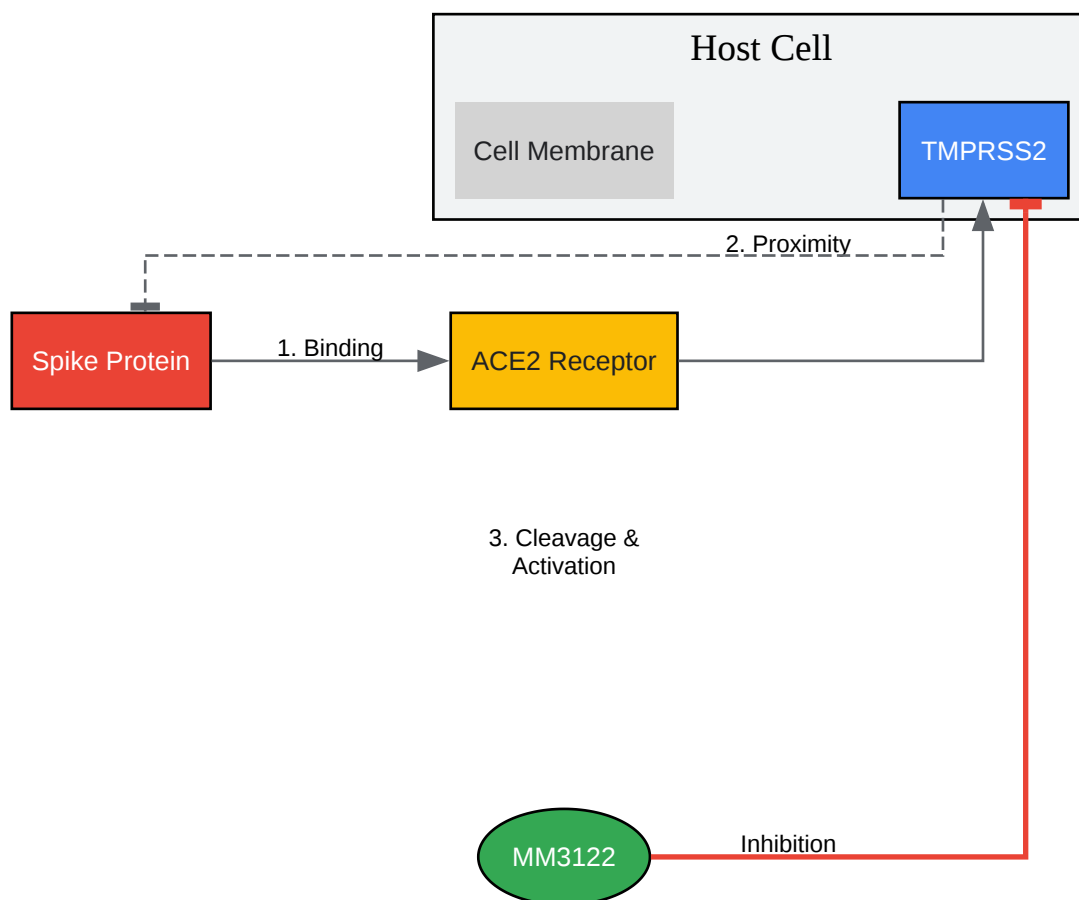 Host Cell
Cell Membrane
TMPRSS2
2. Proximity
Spike Protein
1. Binding
ACE2 Receptor
3. Cleavage &
Activation
MM3122
Inhibition